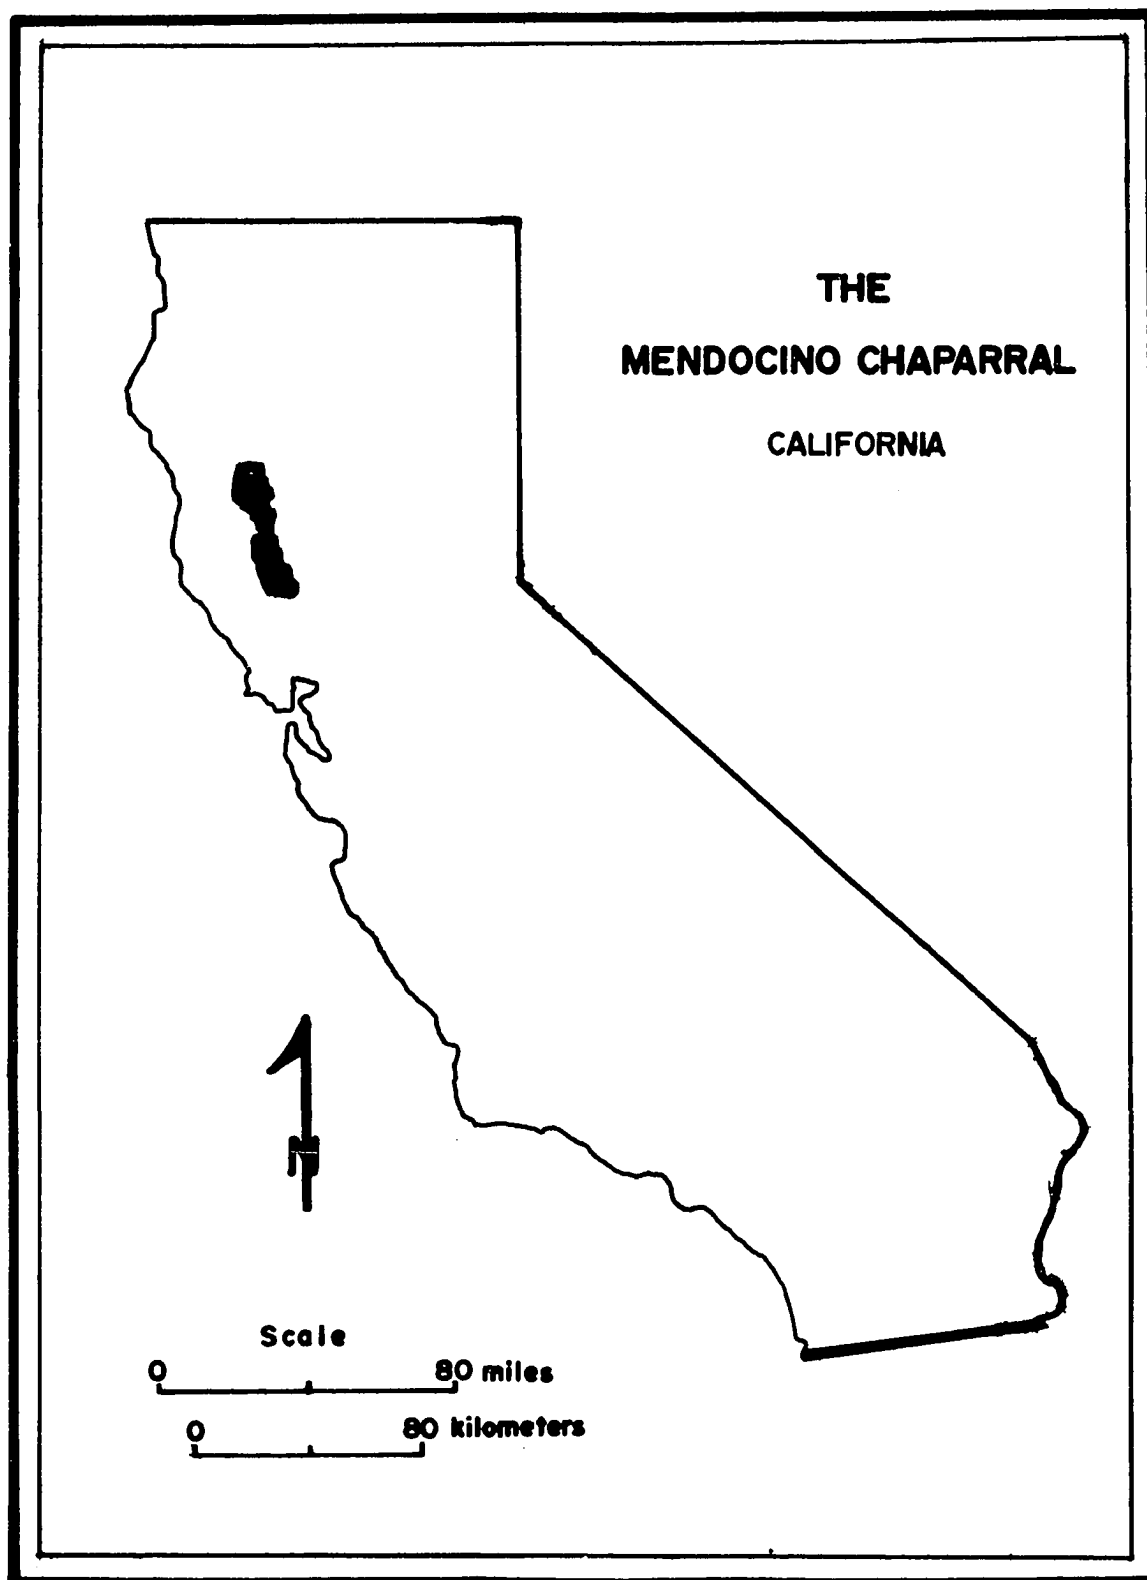 THE
MENDOCINO CHAPARRAL
CALIFORNIA
N
Scale
0 80 miles
0 80 kilometers